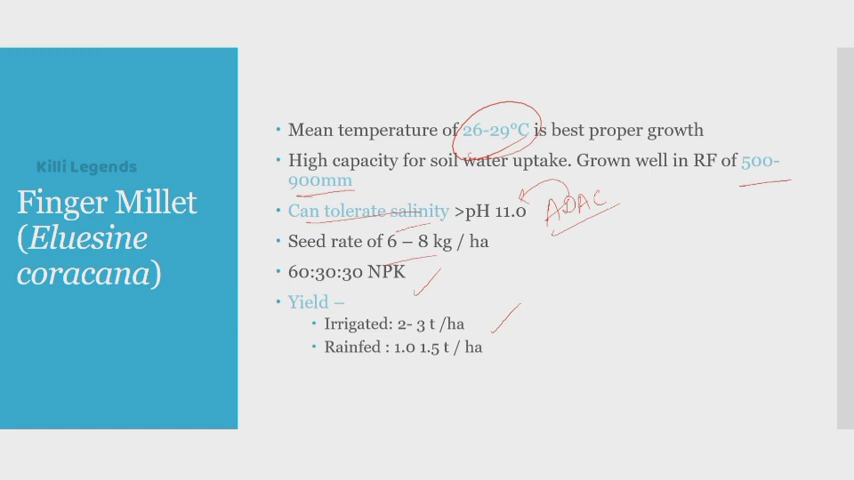 Killi Legends
Finger Millet
(Eluesine
coracana)
• Mean temperature of 26-29°C is best proper growth
• High capacity for soil water uptake. Grown well in RF of 500-
900mm
• Can tolerate salinity >pH 11.0
ADAC
• Seed rate of 6 – 8 kg / ha
• 60:30:30 NPK
• Yield –
• Irrigated: 2- 3 t /ha
• Rainfed : 1.0 1.5 t / ha